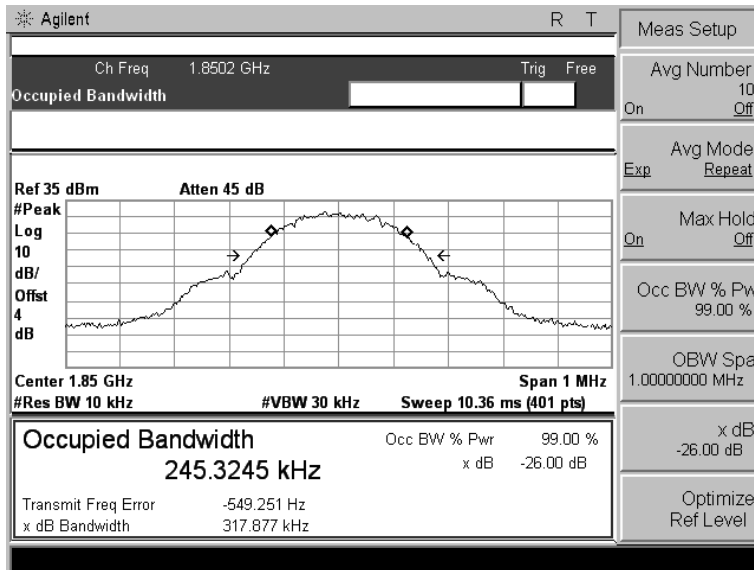 Agilent R T
Meas Setup
Ch Freq 1.8502 GHz Trig Free
Occupied Bandwidth
Avg Number
10
On Off
Avg Mode
Exp Repeat
Max Hold
On Off
Occ BW % Pw
99.00 %
OBW Spa
1.00000000 MHz
x dB
-26.00 dB
Optimize
Ref Level
Ref 35 dBm Atten 45 dB
#Peak
Log
10
dB/
Offst
4
dB
Center 1.85 GHz Span 1 MHz
#Res BW 10 kHz #VBW 30 kHz Sweep 10.36 ms (401 pts)
Occupied Bandwidth Occ BW % Pwr 99.00 %
245.3245 kHz x dB -26.00 dB
Transmit Freq Error -549.251 Hz
x dB Bandwidth 317.877 kHz